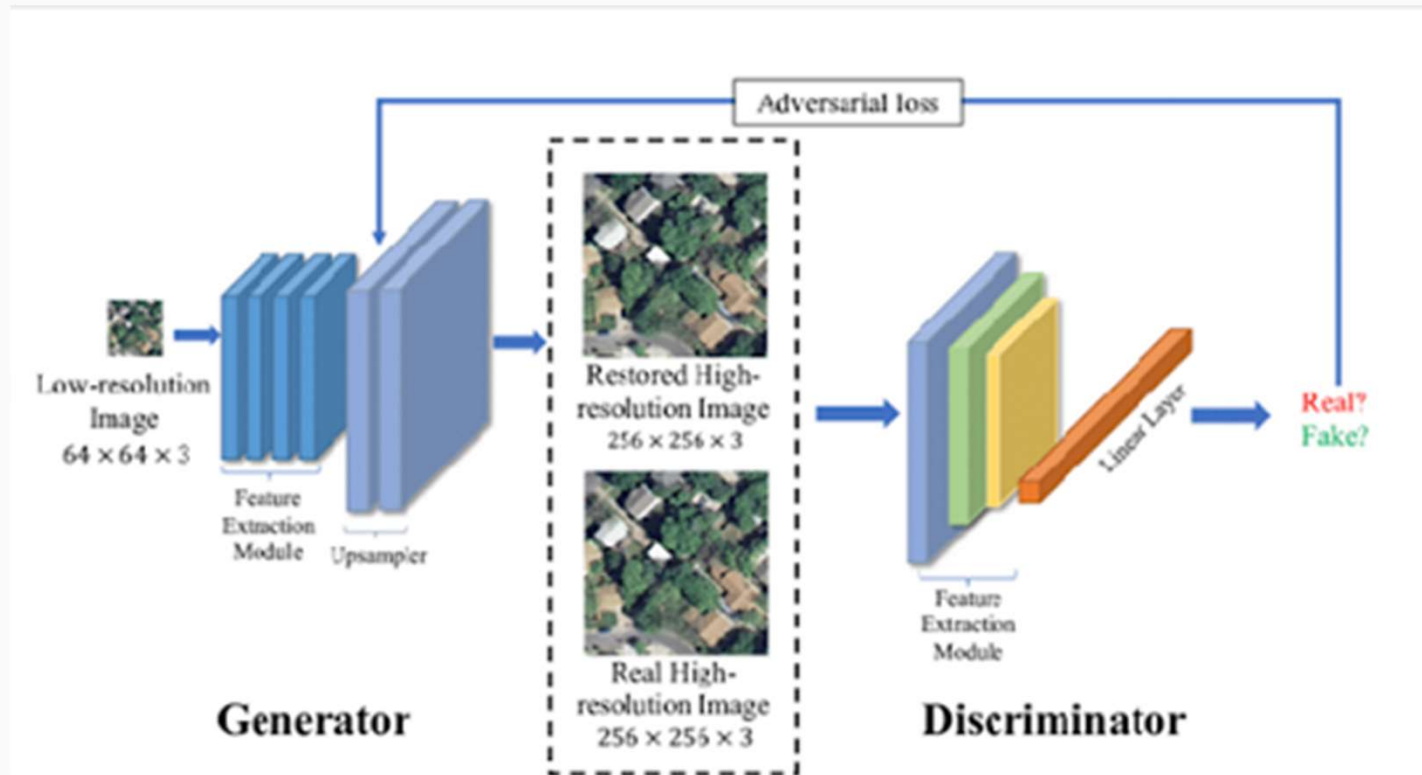 Adversarial loss
Low-resolution
Image
64 × 64 × 3
Feature
Extraction
Module
Upsampler
Restored High-
resolution Image
256 × 256 × 3
Real High-
resolution Image
256 × 256 × 3
Feature
Extraction
Module
Linear Layer
Real?
Fake?
Generator
Discriminator